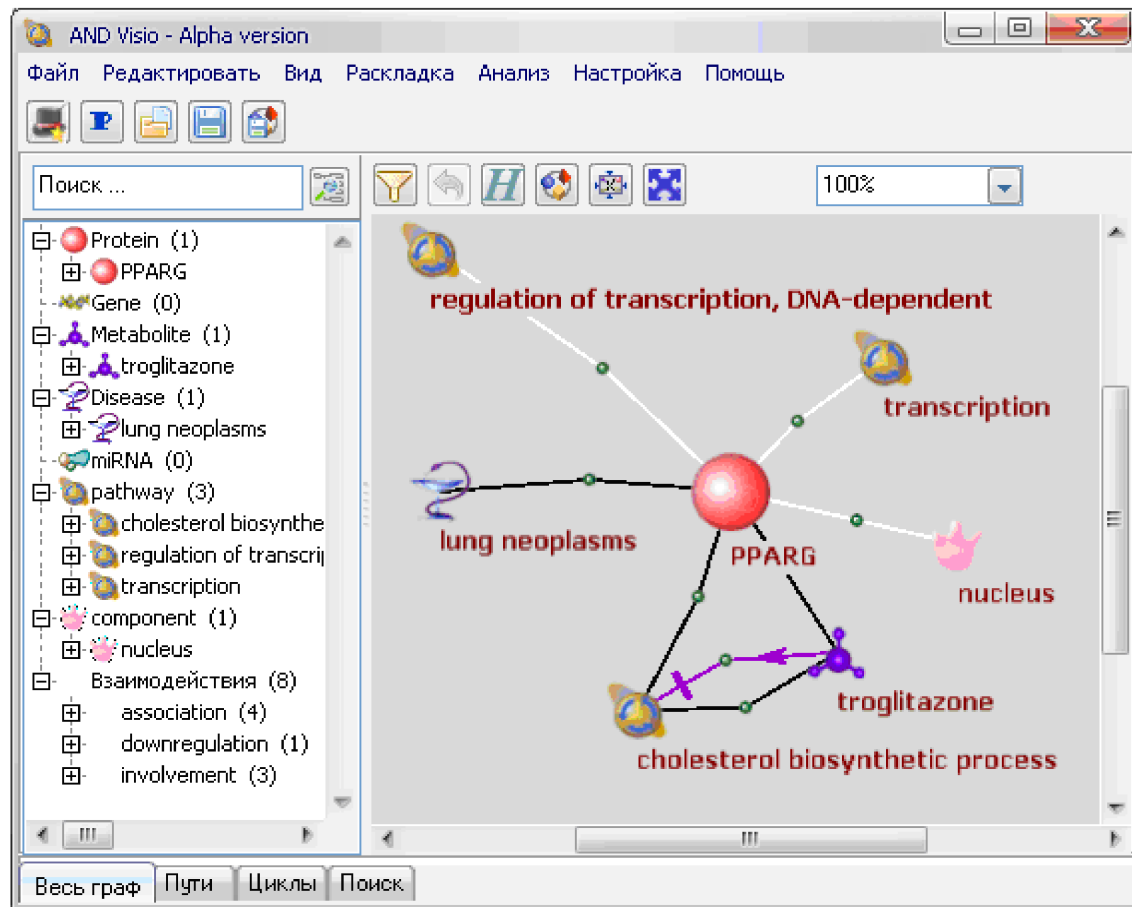 AND Visio - Alpha version
Файл Редактировать Вид Раскладка Анализ Настройка Помощь
P
Поиск ...
H
100%
Protein (1)
PPARG
Gene (0)
Metabolite (1)
troglitazone
Disease (1)
lung neoplasms
miRNA (0)
pathway (3)
cholesterol biosynthe
regulation of transcri
transcription
component (1)
nucleus
Взаимодействия (8)
association (4)
downregulation (1)
involvement (3)
regulation of transcription, DNA-dependent
transcription
lung neoplasms
PPARG
nucleus
troglitazone
cholesterol biosynthetic process
Весь граф Пути Циклы Поиск